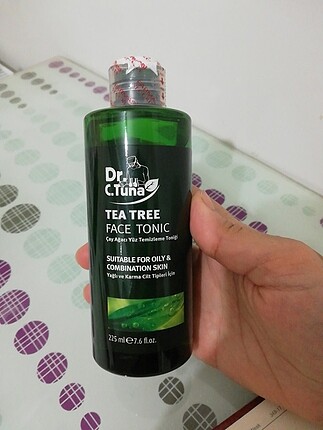 Dr.
C.Tuna
TEA TREE
FACE TONIC
Çay Ağacı Yüz Temizleme Toniği
SUITABLE FOR OILY &
COMBINATION SKIN
Yağlı ve Karma Cilt Tipleri İçin
225 ml ℮ 7.6 fl.oz.